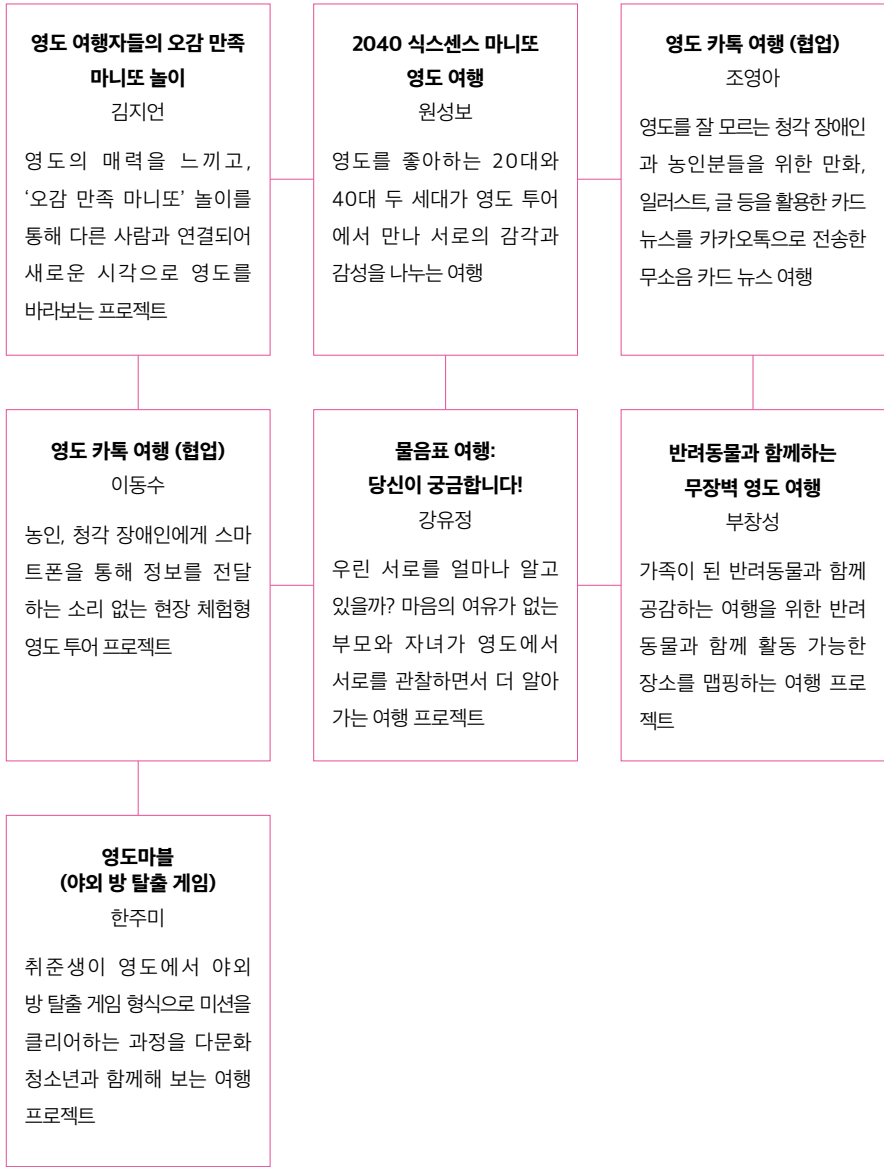 영도 여행자들의 오감 만족
마니또 놀이
김지언
영도의 매력을 느끼고,
‘오감 만족 마니또’ 놀이를
통해 다른 사람과 연결되어
새로운 시각으로 영도를
바라보는 프로젝트
2040 식스센스 마니또
영도 여행
원성보
영도를 좋아하는 20대와
40대 두 세대가 영도 투어
에서 만나 서로의 감각과
감성을 나누는 여행
영도 카톡 여행 (협업)
조영아
영도를 잘 모르는 청각 장애인
과 농인분들을 위한 만화,
일러스트, 글 등을 활용한 카드
뉴스를 카카오톡으로 전송한
무소음 카드 뉴스 여행
영도 카톡 여행 (협업)
이동수
농인, 청각 장애인에게 스마
트폰을 통해 정보를 전달
하는 소리 없는 현장 체험형
영도 투어 프로젝트
물음표 여행:
당신이 궁금합니다!
강유정
우린 서로를 얼마나 알고
있을까? 마음의 여유가 없는
부모와 자녀가 영도에서
서로를 관찰하면서 더 알아
가는 여행 프로젝트
반려동물과 함께하는
무장벽 영도 여행
부창성
가족이 된 반려동물과 함께
공감하는 여행을 위한 반려
동물과 함께 활동 가능한
장소를 맵핑하는 여행 프로
젝트
영도마블
(야외 방 탈출 게임)
한주미
취준생이 영도에서 야외
방 탈출 게임 형식으로 미션을
클리어하는 과정을 다문화
청소년과 함께해 보는 여행
프로젝트